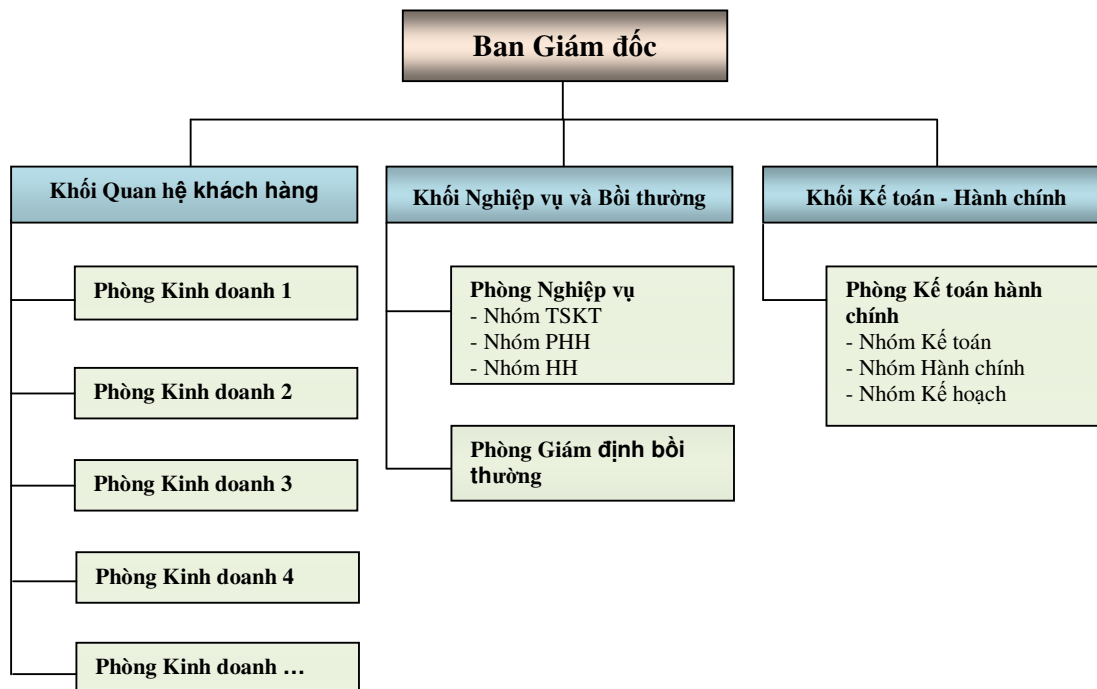 Ban Giám đốc
Khối Quan hệ khách hàng
Khối Nghiệp vụ và Bồi thường
Khối Kế toán - Hành chính
Phòng Kinh doanh 1
Phòng Kinh doanh 2
Phòng Kinh doanh 3
Phòng Kinh doanh 4
Phòng Kinh doanh …
Phòng Nghiệp vụ
- Nhóm TSKT
- Nhóm PHH
- Nhóm HH
Phòng Giám định bồi
thường
Phòng Kế toán hành
chính
- Nhóm Kế toán
- Nhóm Hành chính
- Nhóm Kế hoạch